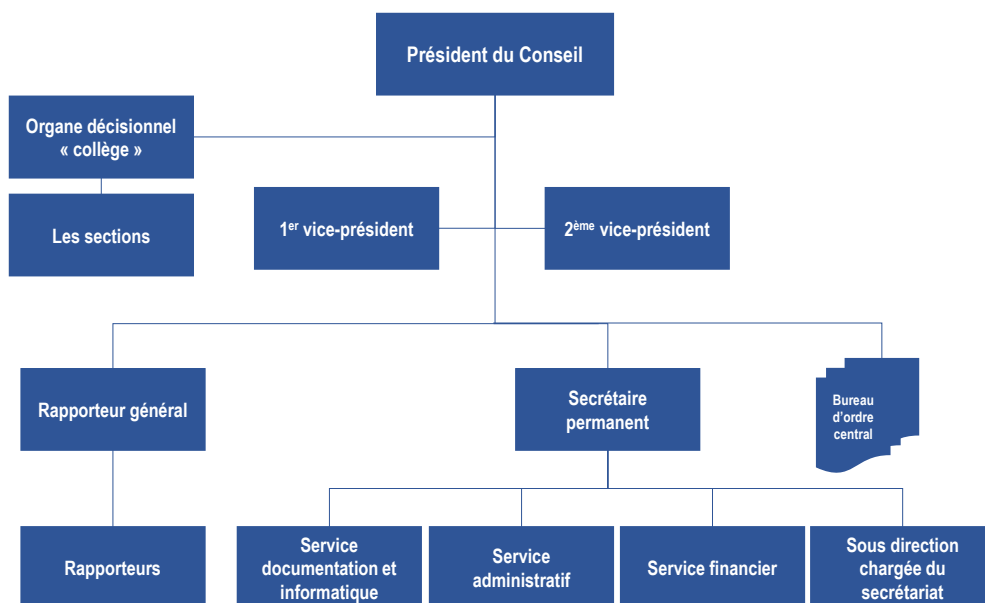 Président du Conseil
Organe décisionnel
« collège »
Les sections
1er vice-président
2ème vice-président
Rapporteur général
Secrétaire
permanent
Bureau
d'ordre
central
Rapporteurs
Service
documentation et
informatique
Service
administratif
Service financier
Sous direction
chargée du
secrétariat